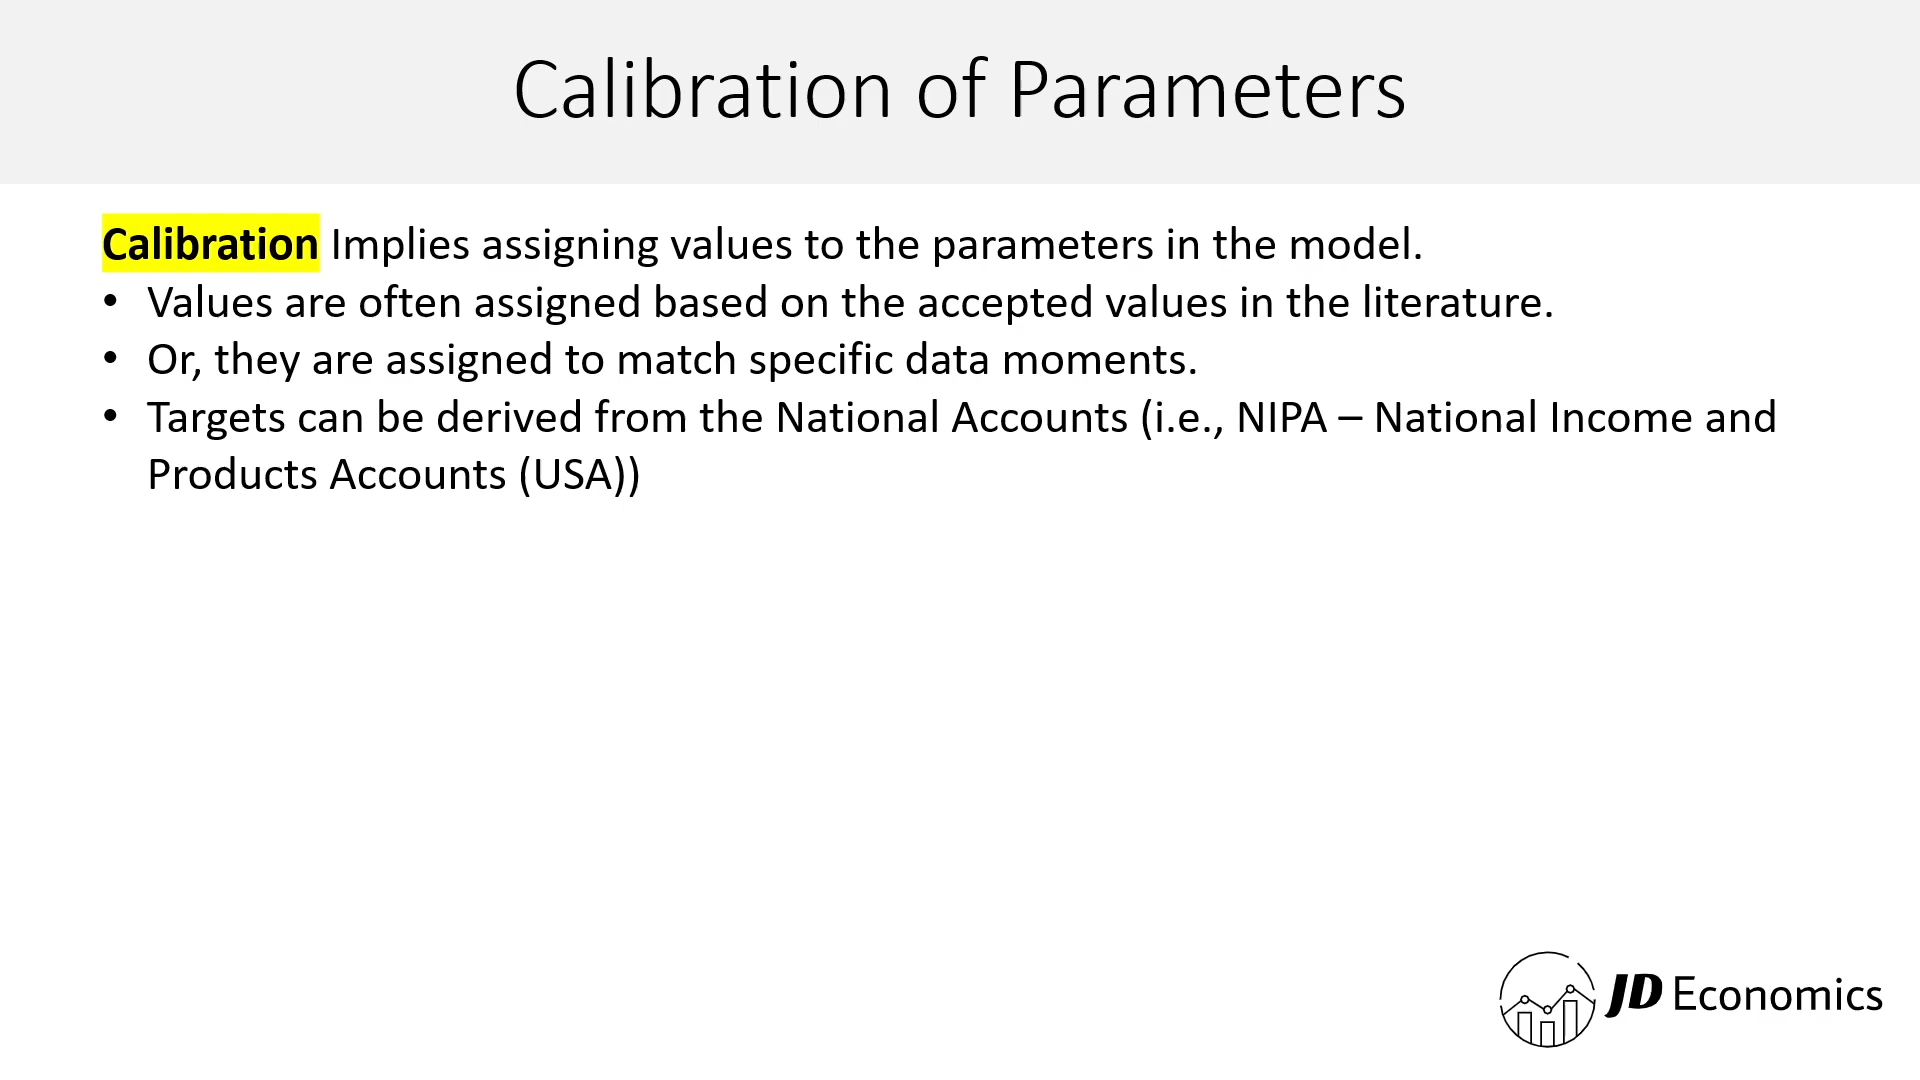 Calibration of Parameters
Calibration Implies assigning values to the parameters in the model.
• Values are often assigned based on the accepted values in the literature.
• Or, they are assigned to match specific data moments.
• Targets can be derived from the National Accounts (i.e., NIPA – National Income and
Products Accounts (USA))
JD Economics